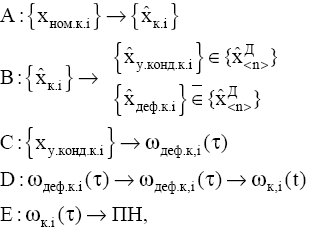 A : {x_ном.к.i} → {x̂_к.i}
B : {x̂_к.i} → {x̂_у.конд.к.i} ∈ {x̂^Д_<n>}
{x̂_деф.к.i} ∈̅ {x̂^Д_<n>}
C : {x_у.конд.к.i} → ω_деф.к,i(τ)
D : ω_деф.к.i(τ) → ω_деф.к,i(τ) → ω_к,i(t)
E : ω_к.i(τ) → ПН,